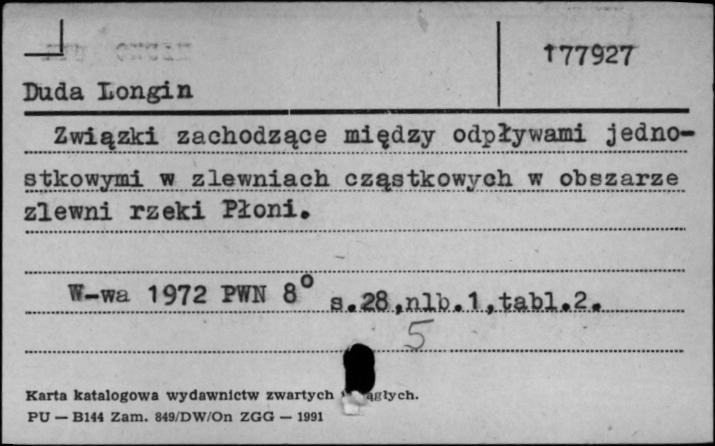 177927
Duda Longin
Związki zachodzące między odpływami jedno-
stkowymi w zlewniach cząstkowych w obszarze
zlewni rzeki Płoni.
W-wa 1972 PWN 8° s.28,nlb.1,tabl.2.
5
Karta katalogowa wydawnictw zwartych
PU — B144 Zam. 849/DW/On ZGG — 1991